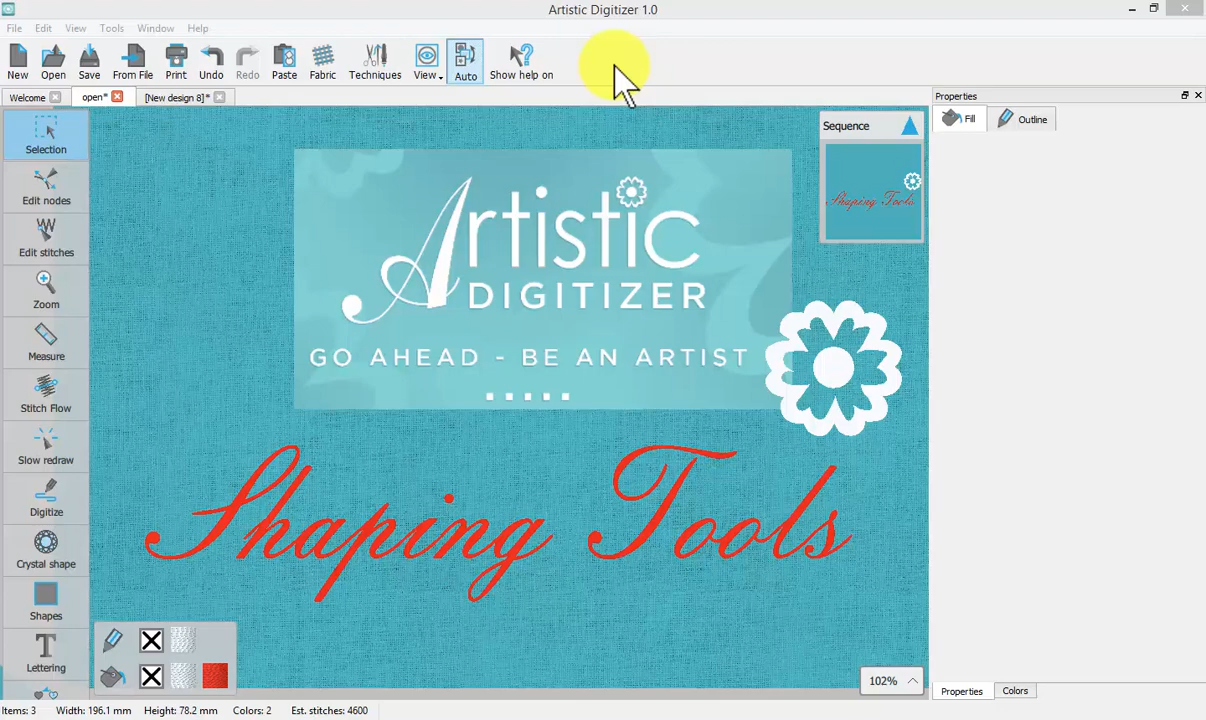 Artistic Digitizer 1.0
File Edit View Tools Window Help
New Open Save From File Print Undo Redo Paste Fabric Techniques View Auto Show help on
Welcome open* [New design 8]* Properties
Fill Outline
Selection
Edit nodes
Edit stitches
Zoom
Measure
Stitch Flow
Slow redraw
Digitize
Crystal shape
Shapes
Lettering
Sequence
Shaping Tools
Artistic
DIGITIZER
GO AHEAD - BE AN ARTIST
Shaping Tools
102%
Properties Colors
Items: 3 Width: 196.1 mm Height: 78.2 mm Colors: 2 Est. stitches: 4600